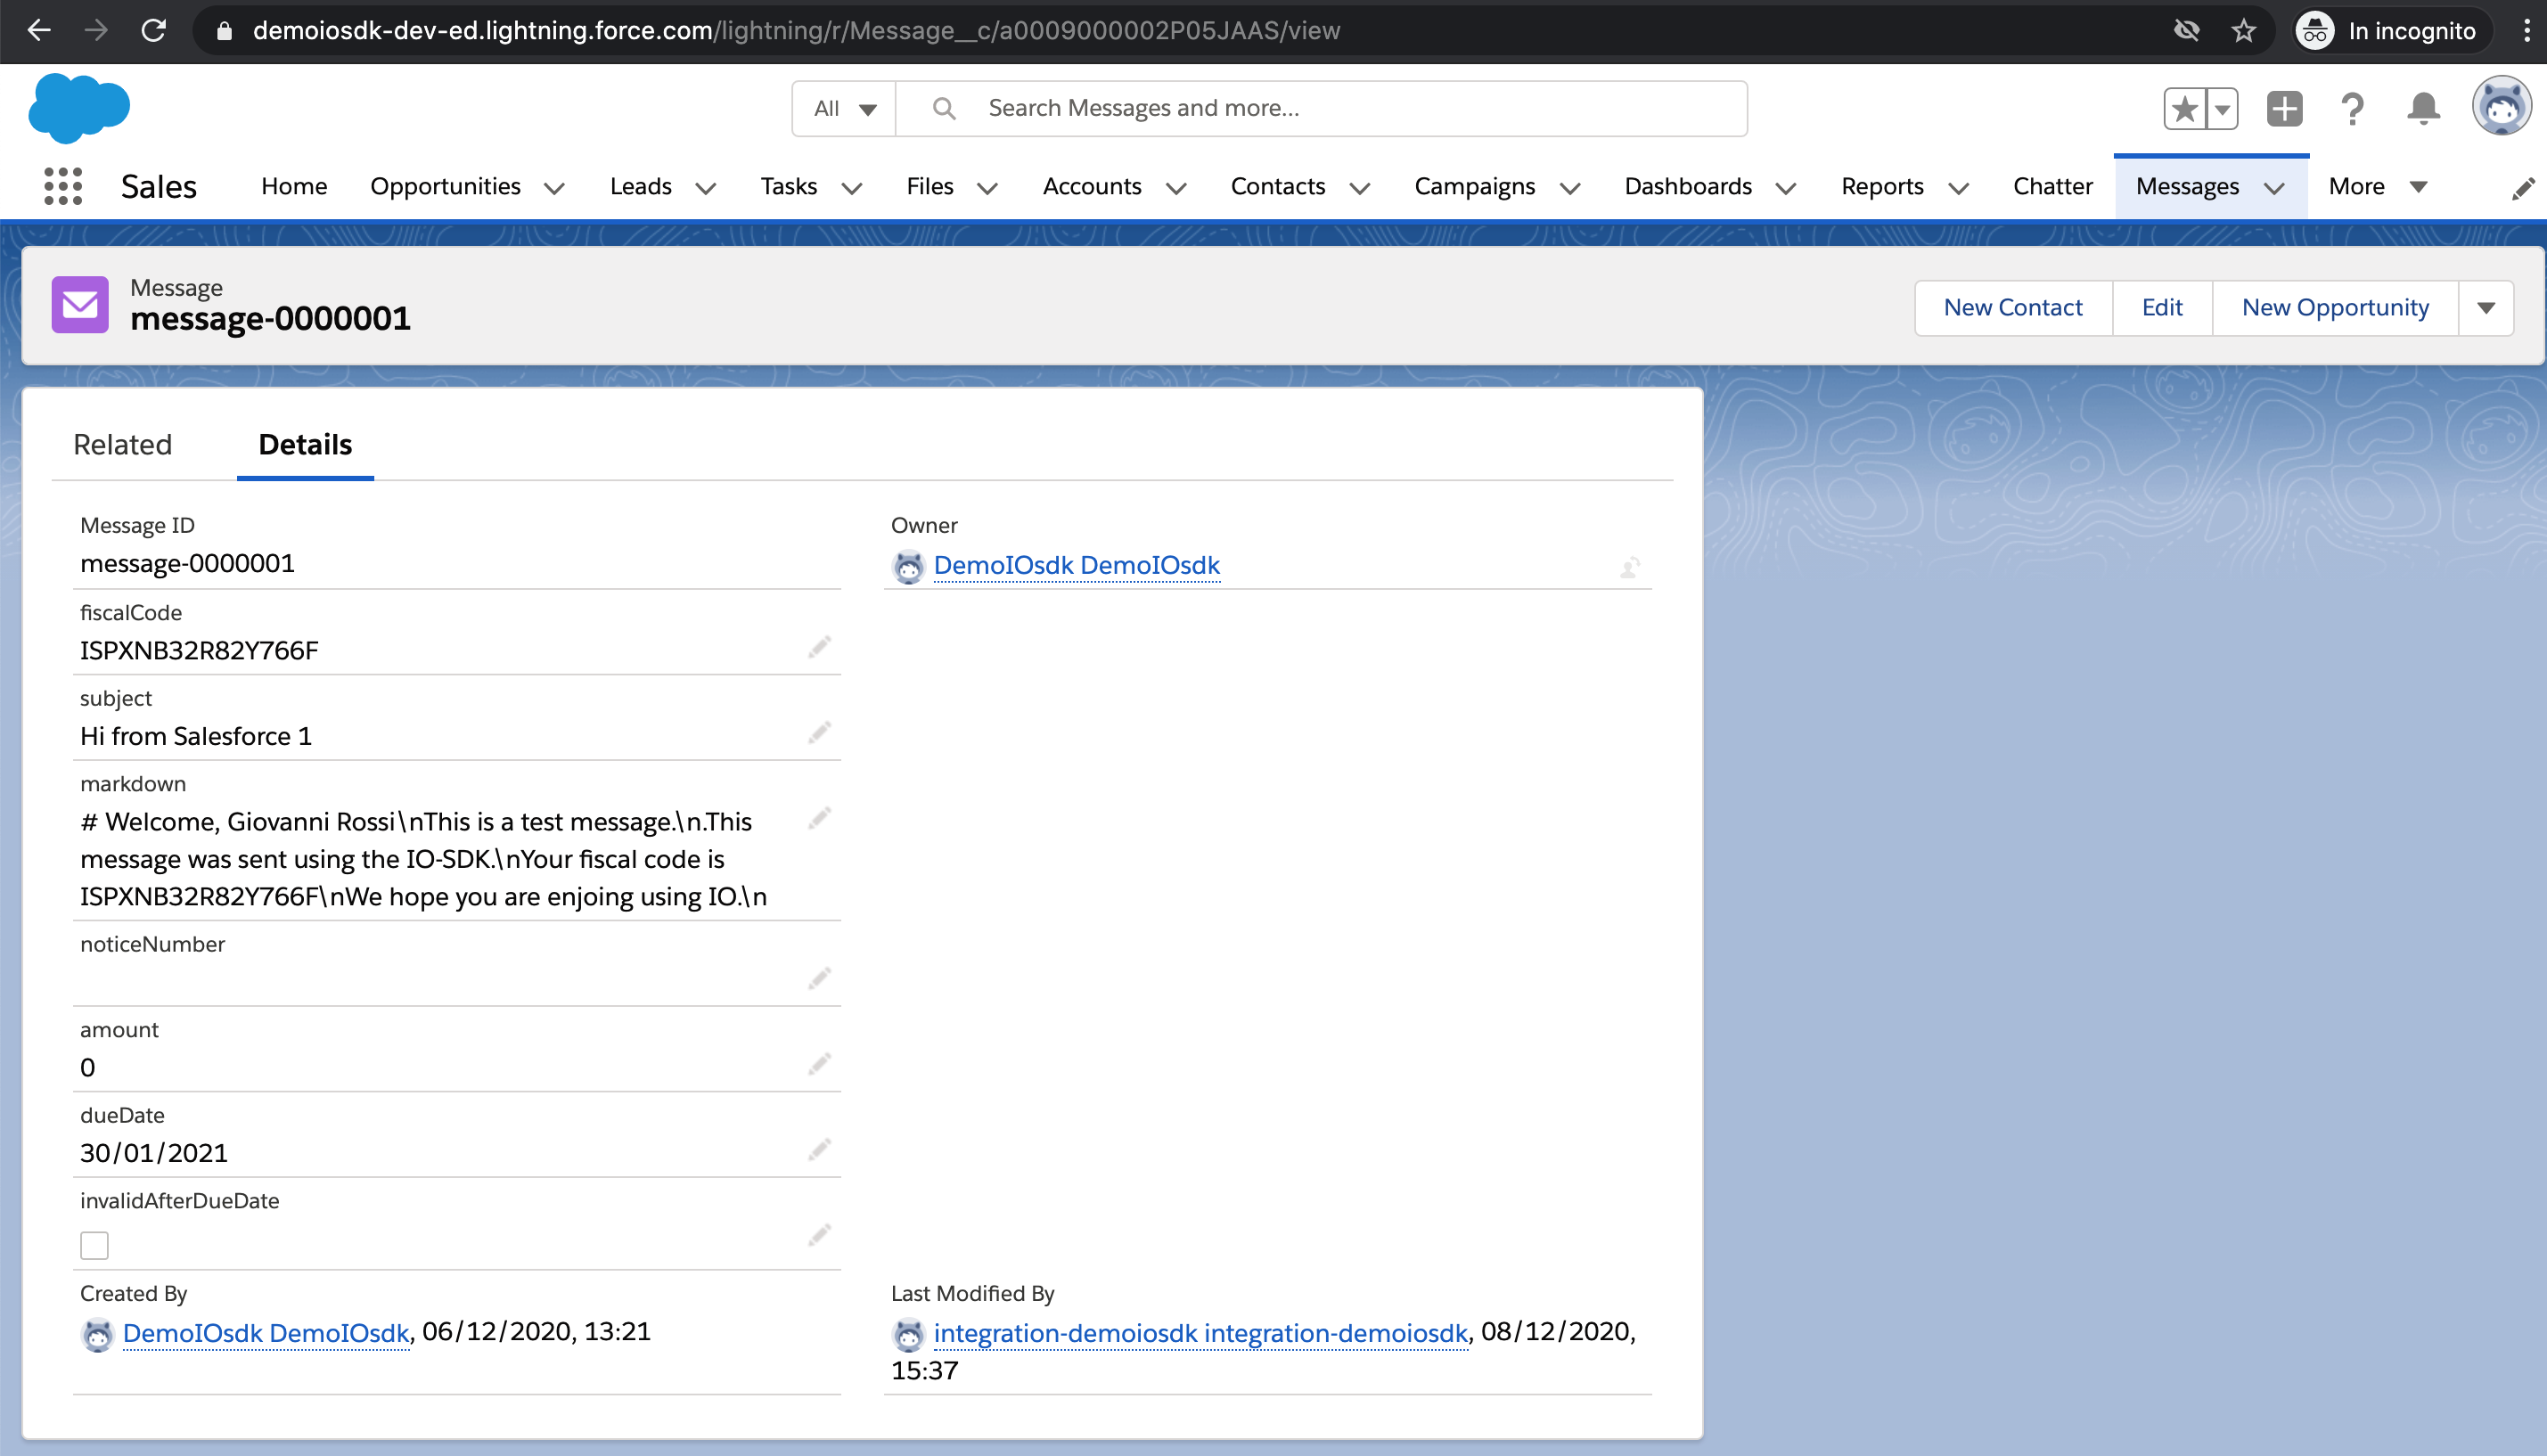 demoiosdk-dev-ed.lightning.force.com/lightning/r/Message__c/a0009000002P05JAAS/view
In incognito
All
Search Messages and more...
Sales
Home
Opportunities
Leads
Tasks
Files
Accounts
Contacts
Campaigns
Dashboards
Reports
Chatter
Messages
More
Message
message-0000001
New Contact
Edit
New Opportunity
Related
Details
Message ID
message-0000001
Owner
DemoIOsdk DemoIOsdk
fiscalCode
ISPXNB32R82Y766F
subject
Hi from Salesforce 1
markdown
# Welcome, Giovanni Rossi\nThis is a test message.\n.This
message was sent using the IO-SDK.\nYour fiscal code is
ISPXNB32R82Y766F\nWe hope you are enjoing using IO.\n
noticeNumber
amount
0
dueDate
30/01/2021
invalidAfterDueDate
Created By
DemoIOsdk DemoIOsdk, 06/12/2020, 13:21
Last Modified By
integration-demoiosdk integration-demoiosdk, 08/12/2020,
15:37